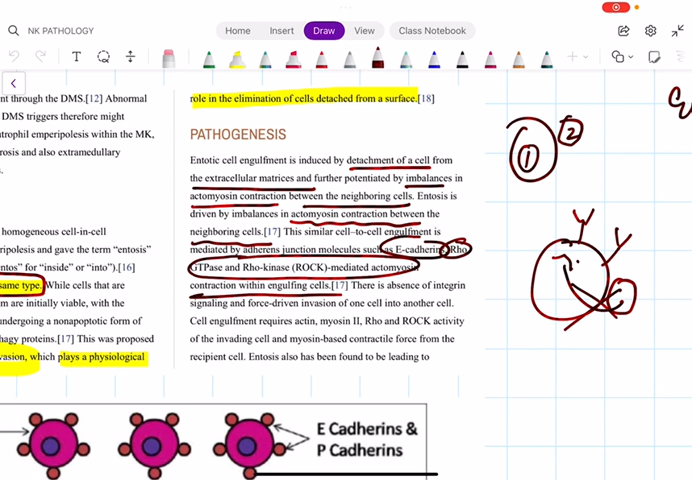 NK PATHOLOGY
Home Insert Draw View Class Notebook
nt through the DMS.[12] Abnormal
DMS triggers therefore might
trophil emperipolesis within the MK,
rosis and also extramedullary
s.
homogeneous cell-in-cell
ripolesis and gave the term “entosis”
ntos” for “inside” or “into”).[16]
same type. While cells that are
m are initially viable, with the
undergoing a nonapoptotic form of
hagy proteins.[17] This was proposed
vasion, which plays a physiological
role in the elimination of cells detached from a surface.[18]
PATHOGENESIS
Entotic cell engulfment is induced by detachment of a cell from
the extracellular matrices and further potentiated by imbalances in
actomyosin contraction between the neighboring cells. Entosis is
driven by imbalances in actomyosin contraction between the
neighboring cells.[17] This similar cell-to-cell engulfment is
mediated by adherens junction molecules such as E-cadherin. Rho
GTPase and Rho-kinase (ROCK)-mediated actomyosin
contraction within engulfing cells.[17] There is absence of integrin
signaling and force-driven invasion of one cell into another cell.
Cell engulfment requires actin, myosin II, Rho and ROCK activity
of the invading cell and myosin-based contractile force from the
recipient cell. Entosis also has been found to be leading to
1 2
E Cadherins &
P Cadherins